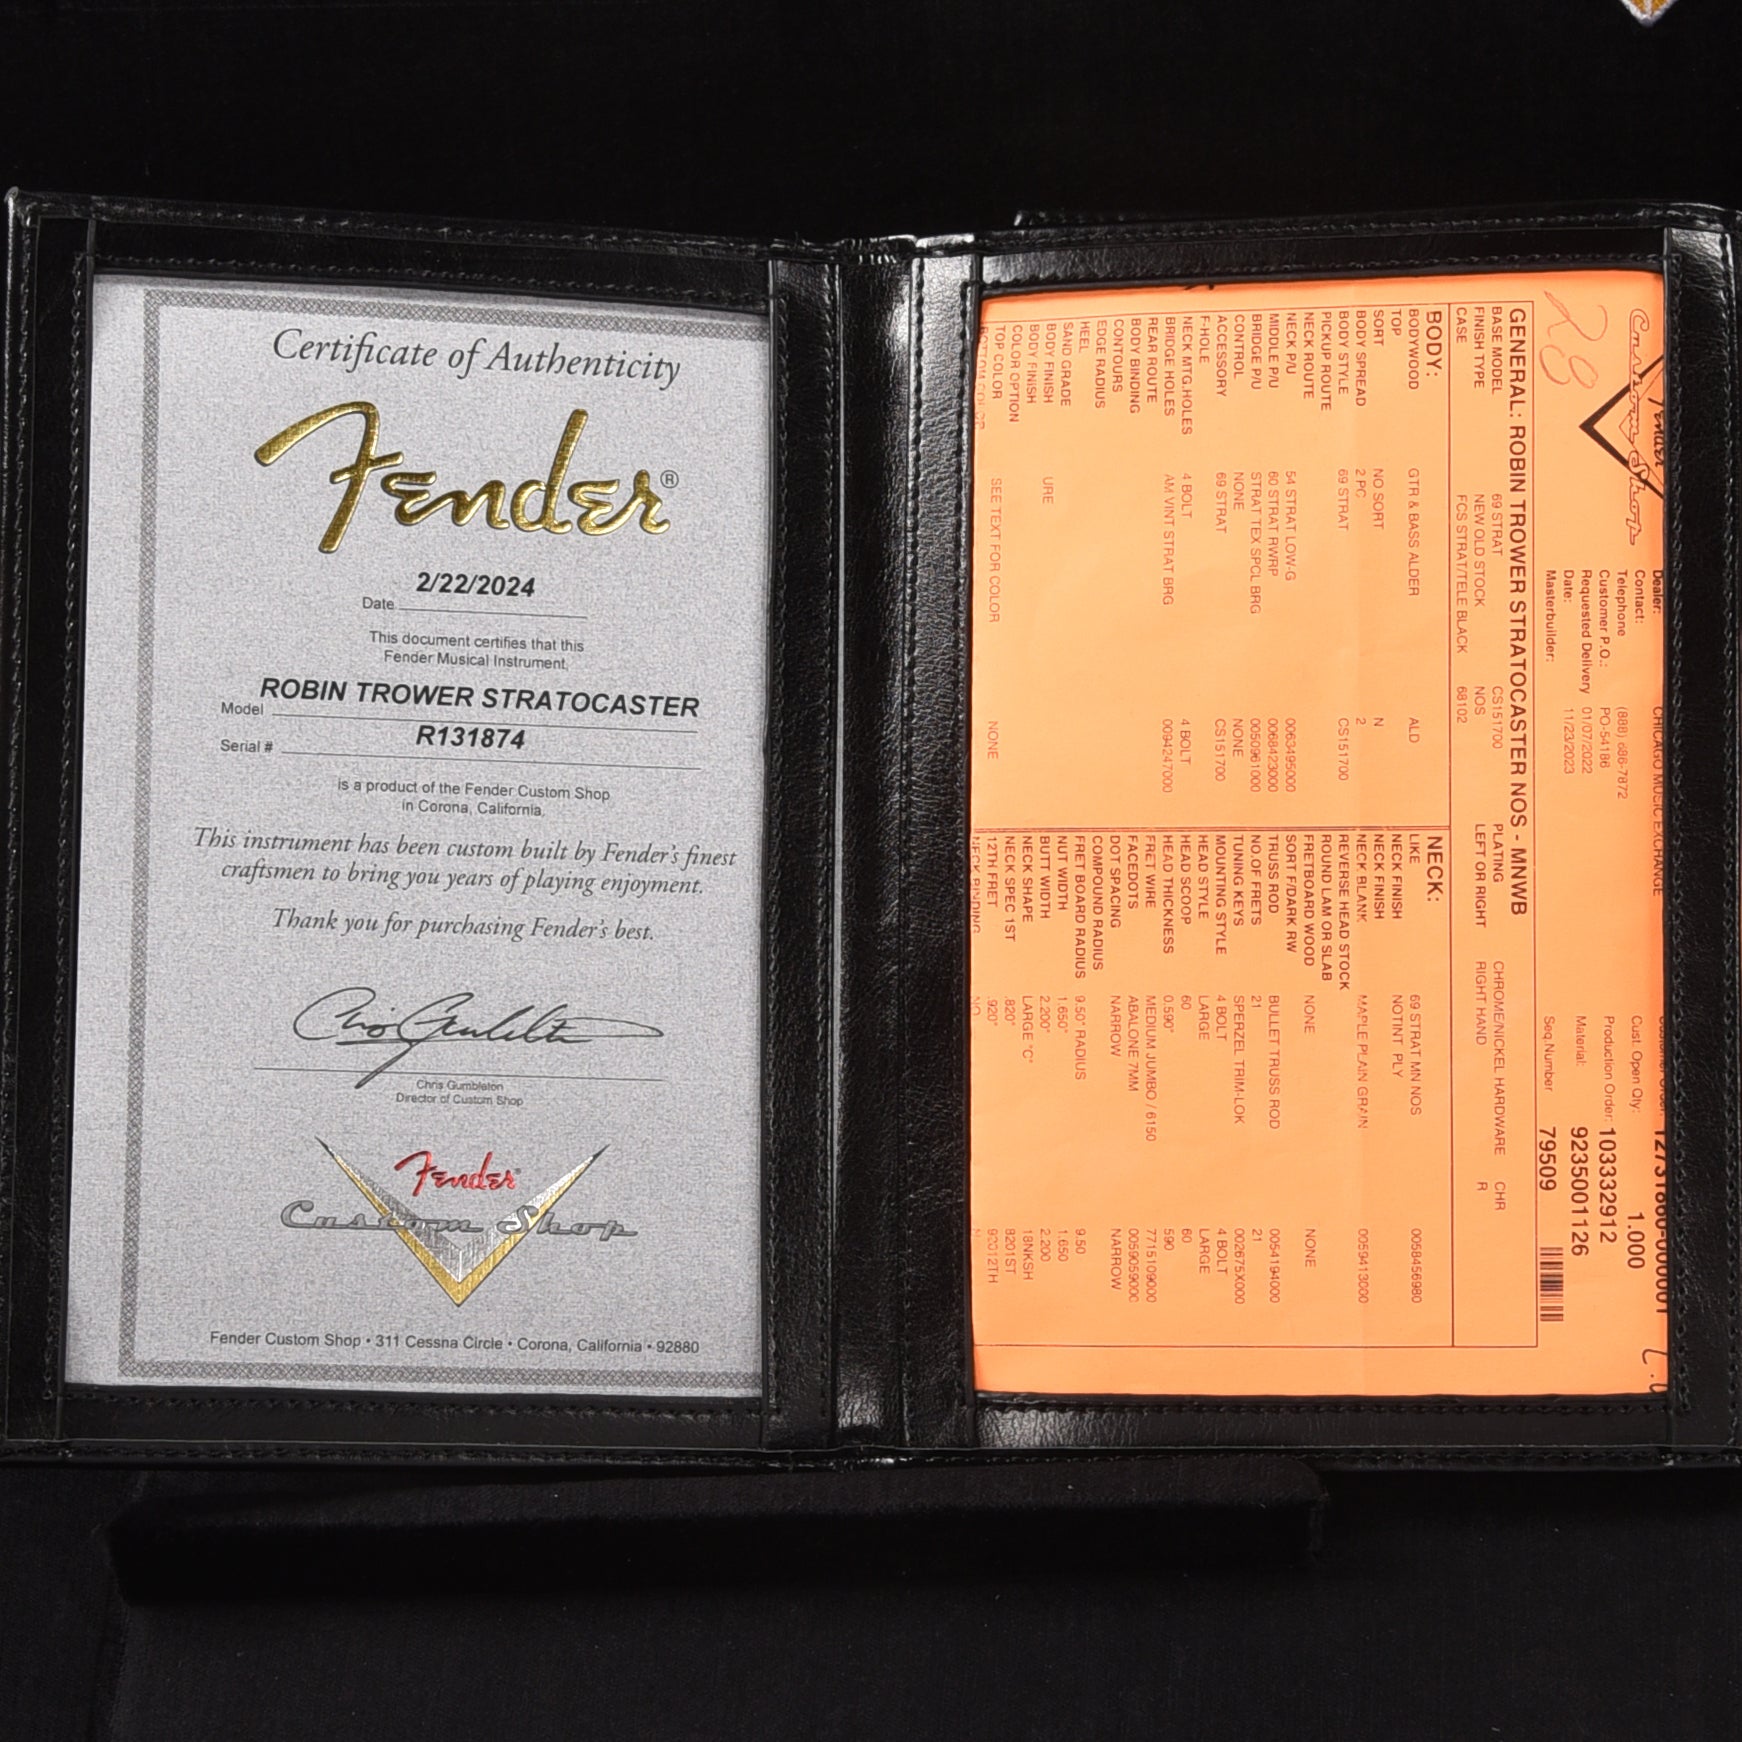 Certificate of Authenticity
Fender®
2/22/2024
Date
This document certifies that this
Fender Musical Instrument,
ROBIN TROWER STRATOCASTER
Model
R131874
Serial #
is a product of the Fender Custom Shop
in Corona, California.
This instrument has been custom built by Fender's finest
craftsmen to bring you years of playing enjoyment.
Thank you for purchasing Fender's best.
Chris Gumbleton
Director of Custom Shop
Fender
Custom Shop
Fender Custom Shop • 311 Cessna Circle • Corona, California • 92880
Fender
Custom Shop
28
Dealer: CHICAGO MUSIC EXCHANGE
Contact: Cust. Open Qty: 1.000
Telephone (888) 686-7872
Customer P.O.: PO-54186 Production Order: 103332912
Requested Delivery 01/07/2022 Material: 9235001126
Date: 11/23/2023
Masterbuilder: Seq.Number 79509
GENERAL: ROBIN TROWER STRATOCASTER NOS - MNWB
BASE MODEL 69 STRAT CS151700 PLATING CHROME/NICKEL HARDWARE CHR
FINISH TYPE NEW OLD STOCK NOS LEFT OR RIGHT RIGHT HAND R
CASE FCS STRAT/TELE BLACK 68102
BODY:
BODYWOOD GTR & BASS ALDER ALD
TOP
SORT NO SORT N
BODY SPREAD 2 PC 2
BODY STYLE 69 STRAT CS151700
PICKUP ROUTE
NECK ROUTE
NECK P/U 54 STRAT LOW-G 0063495000
MIDDLE P/U 60 STRAT RWRP 0068423000
BRIDGE P/U STRAT TEX SPCL BRG 0050961000
CONTROL NONE NONE
ACCESSORY 69 STRAT CS151700
F-HOLE
NECK MTG.HOLES 4 BOLT 4 BOLT
BRIDGE HOLES AM VINT STRAT BRG 0094247000
REAR ROUTE
BODY BINDING
CONTOURS
EDGE RADIUS
HEEL
SAND GRADE
BODY FINISH URE
BODY FINISH
COLOR OPTION
TOP COLOR SEE TEXT FOR COLOR NONE
NECK:
LIKE 69 STRAT MN NOS 0058456980
NECK FINISH NOTINT PLY
NECK FINISH
NECK BLANK MAPLE PLAIN GRAIN 0059413000
REVERSE HEAD STOCK
ROUND LAM OR SLAB
FRETBOARD WOOD NONE NONE
SORT F/DARK RW
TRUSS ROD BULLET TRUSS ROD 0054194000
NO.OF FRETS 21 21
TUNING KEYS SPERZEL TRIM-LOK 002675X000
MOUNTING STYLE 4 BOLT 4 BOLT
HEAD STYLE LARGE LARGE
HEAD SCOOP 60 60
HEAD THICKNESS 0.590" 590
FRET WIRE MEDIUM JUMBO / 6150 7715109000
FACEDOTS ABALONE 7MM 0059059000
DOT SPACING NARROW NARROW
COMPOUND RADIUS
FRET BOARD RADIUS 9.50" RADIUS 9.50
NUT WIDTH 1.650" 1.650
BUTT WIDTH 2.200" 2.200
NECK SHAPE LARGE "C" 19NKSH
NECK SPEC 1ST .820" 8201ST
12TH FRET .920" 92012TH
NECK BINDING NO